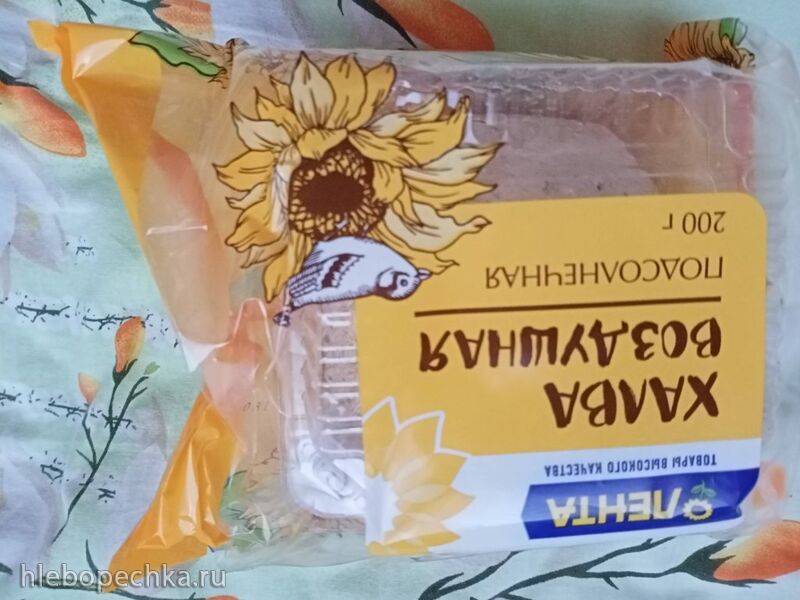 ЛЕНТА
ТОВАРЫ ВЫСОКОГО КАЧЕСТВА
ХАЛВА
ВОЗДУШНАЯ
ПОДСОЛНЕЧНАЯ
200 г
hlebopechka.ru